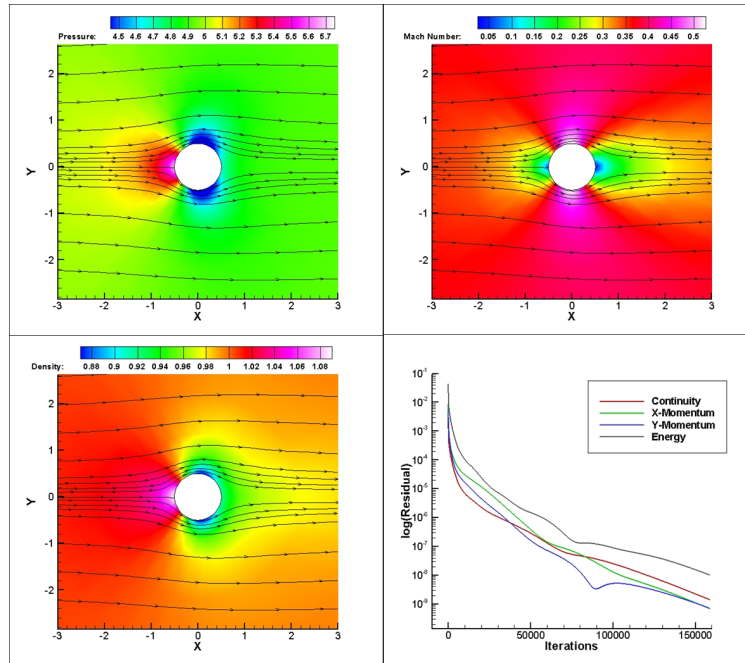 Pressure: 4.5 4.6 4.7 4.8 4.9 5 5.1 5.2 5.3 5.4 5.5 5.6 5.7
2
1
0
-1
-2
Y
-3 -2 -1 0 1 2 3
X
Mach Number: 0.05 0.1 0.15 0.2 0.25 0.3 0.35 0.4 0.45 0.5
2
1
0
-1
-2
Y
-3 -2 -1 0 1 2 3
X
Density: 0.88 0.9 0.92 0.94 0.96 0.98 1 1.02 1.04 1.06 1.08
2
1
0
-1
-2
Y
-3 -2 -1 0 1 2 3
X
10-1
10-2
10-3
10-4
10-5
10-6
10-7
10-8
10-9
log(Residual)
Continuity
X-Momentum
Y-Momentum
Energy
0 50000 100000 150000
Iterations